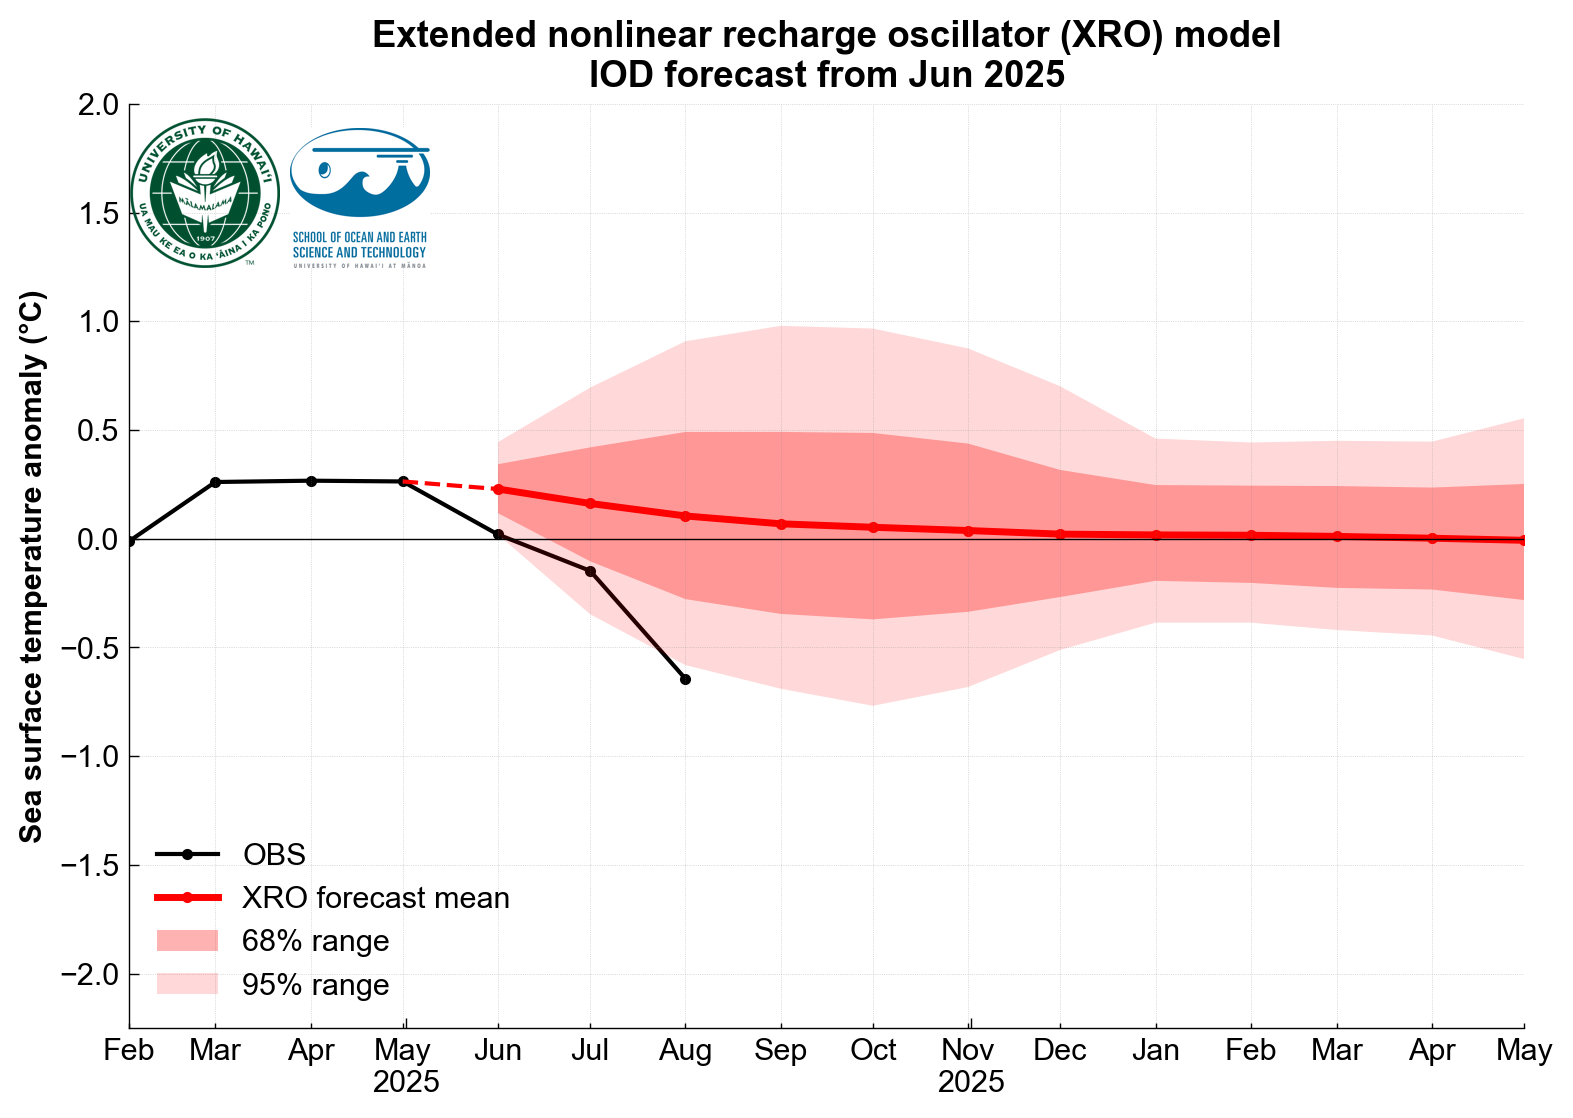 Extended nonlinear recharge oscillator (XRO) model
IOD forecast from Jun 2025
Sea surface temperature anomaly (°C)
2.0
1.5
1.0
0.5
0.0
−0.5
−1.0
−1.5
−2.0
UNIVERSITY OF HAWAIʻI
MĀLAMALAMA
1907
UA MAU KE EA O KA ʻĀINA I KA PONO
TM
SCHOOL OF OCEAN AND EARTH
SCIENCE AND TECHNOLOGY
UNIVERSITY OF HAWAIʻI AT MĀNOA
OBS
XRO forecast mean
68% range
95% range
Feb Mar Apr May Jun Jul Aug Sep Oct Nov Dec Jan Feb Mar Apr May
2025 2025